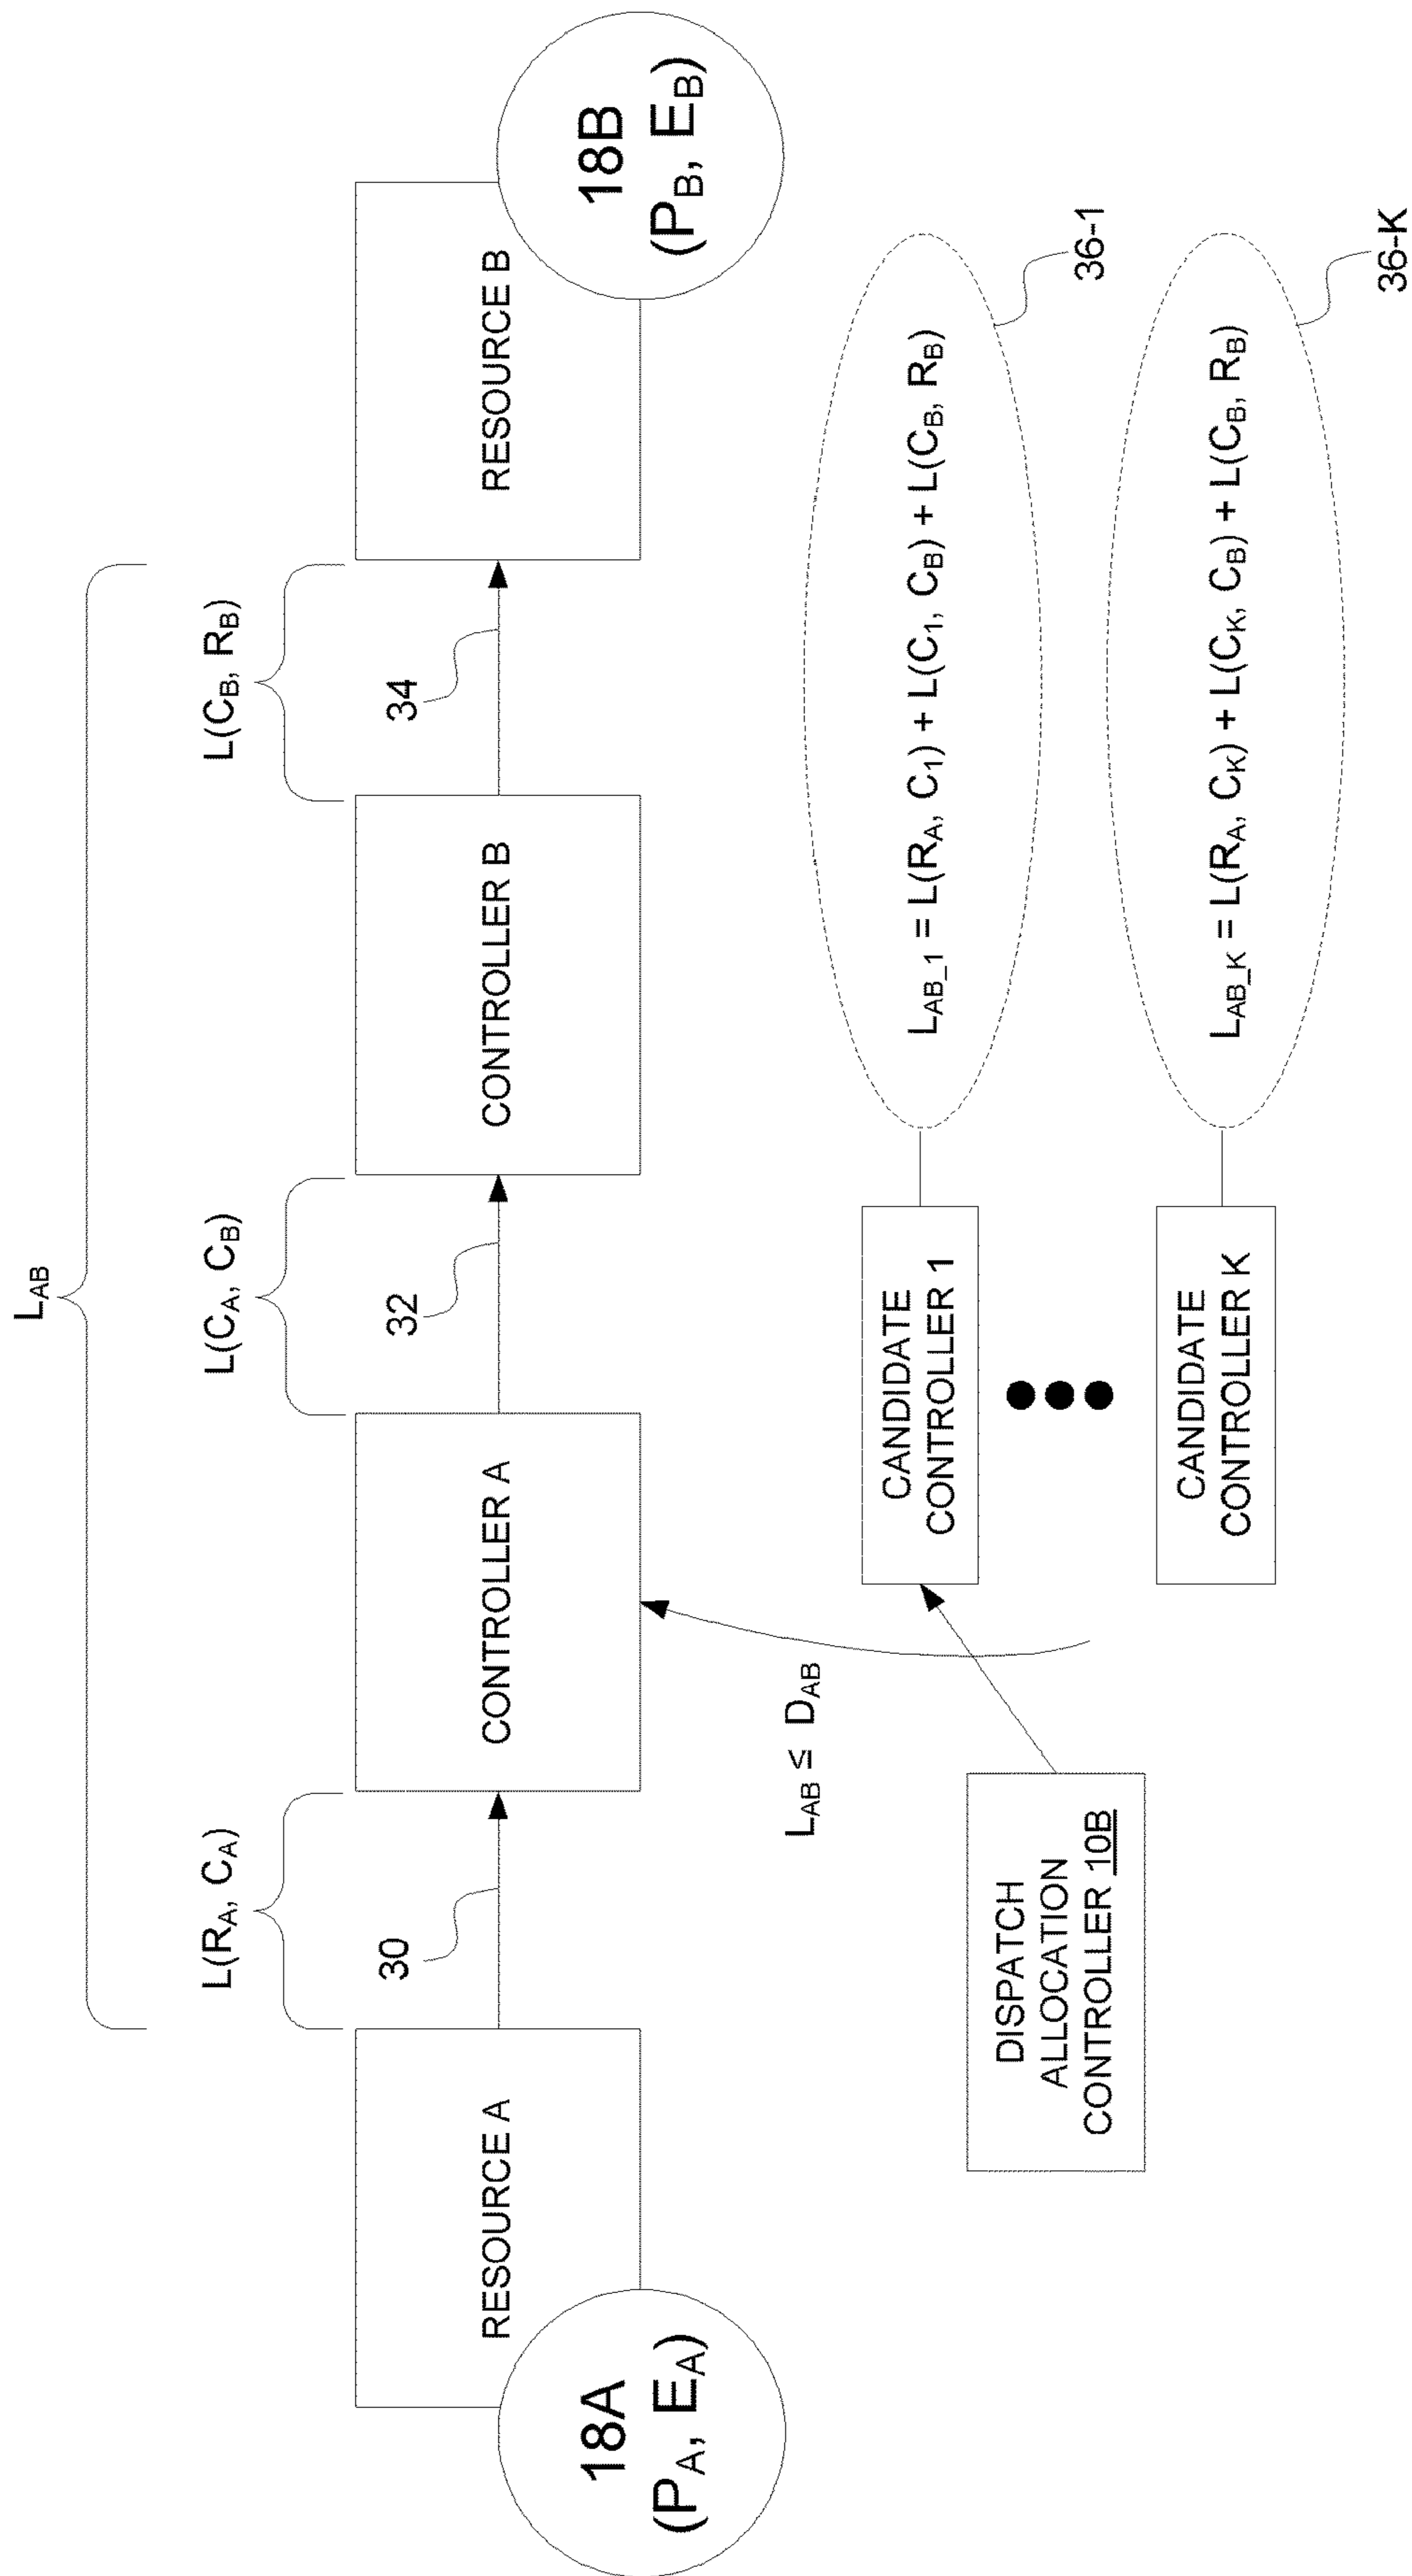 L_AB
L(R_A, C_A)
L(C_A, C_B)
L(C_B, R_B)
30
32
34
RESOURCE A
CONTROLLER A
CONTROLLER B
RESOURCE B
18A
(P_A, E_A)
18B
(P_B, E_B)
L_AB ≤ D_AB
DISPATCH
ALLOCATION
CONTROLLER 10B
CANDIDATE
CONTROLLER 1
L_AB_1 = L(R_A, C_1) + L(C_1, C_B) + L(C_B, R_B)
36-1
CANDIDATE
CONTROLLER K
L_AB_K = L(R_A, C_K) + L(C_K, C_B) + L(C_B, R_B)
36-K